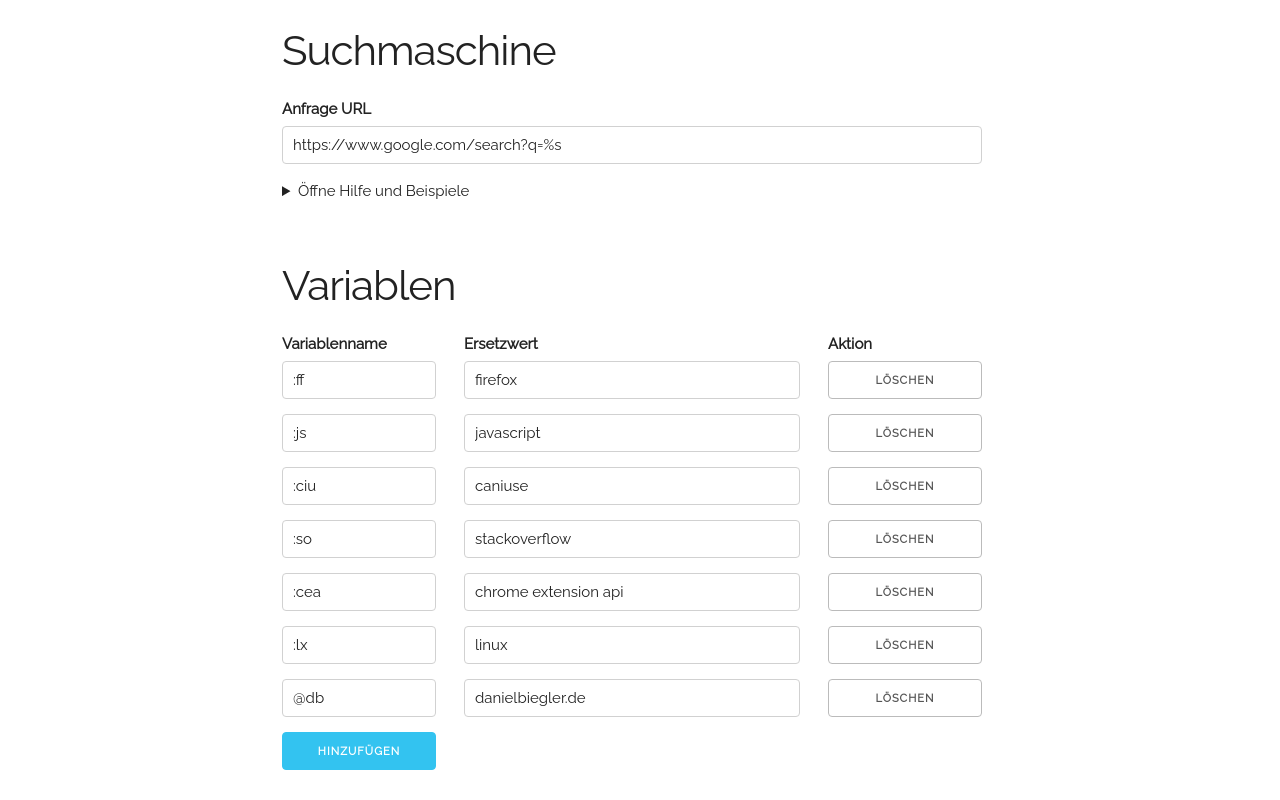 Suchmaschine
Anfrage URL
https://www.google.com/search?q=%s
Öffne Hilfe und Beispiele
Variablen
Variablenname Ersetzwert Aktion
:ff firefox LÖSCHEN
:js javascript LÖSCHEN
:ciu caniuse LÖSCHEN
:so stackoverflow LÖSCHEN
:cea chrome extension api LÖSCHEN
:lx linux LÖSCHEN
@db danielbiegler.de LÖSCHEN
HINZUFÜGEN